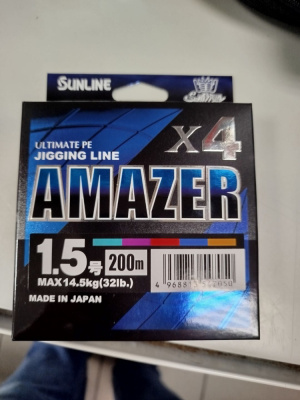 SUNLINE
ULTIMATE PE
JIGGING LINE
X4
AMAZER
1.5号 200m
MAX14.5kg(32lb.)
MADE IN JAPAN